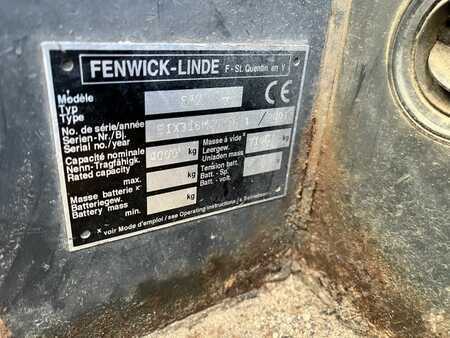 FENWICK-LINDE F - St. Quentin en Y CE
Modèle
Typ
Type
No. de série/année
Serien-Nr./Bj.
Serial no./year
Capacité nominale kg Masse à vide x kg
Nenn-Tragfähigk. Leergew.
Rated capacity Unladen mass
max. kg Tension batt.
Masse batterie x Batt. - Sp.
Batteriegew. Batt. - volt.
Battery mass
min. kg
x voir Mode d'emploi / see Operating Instructions / s.